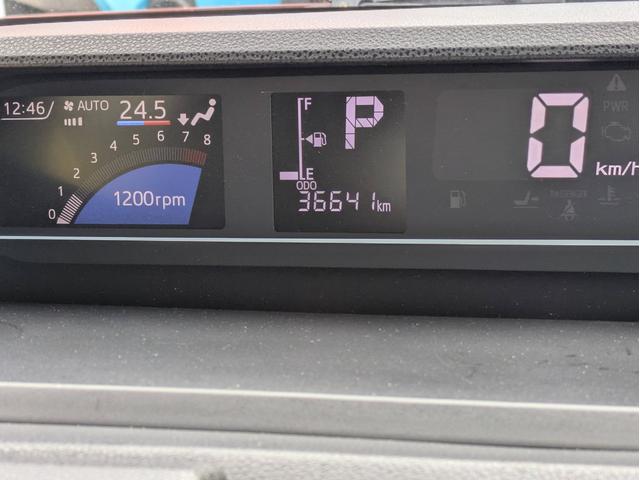 12:46
AUTO
24.5
0 1 2 3 4 5 6 7 8
1200rpm
F
P
E
ODO
36641km
0
km/H
PWR
PASSENGER